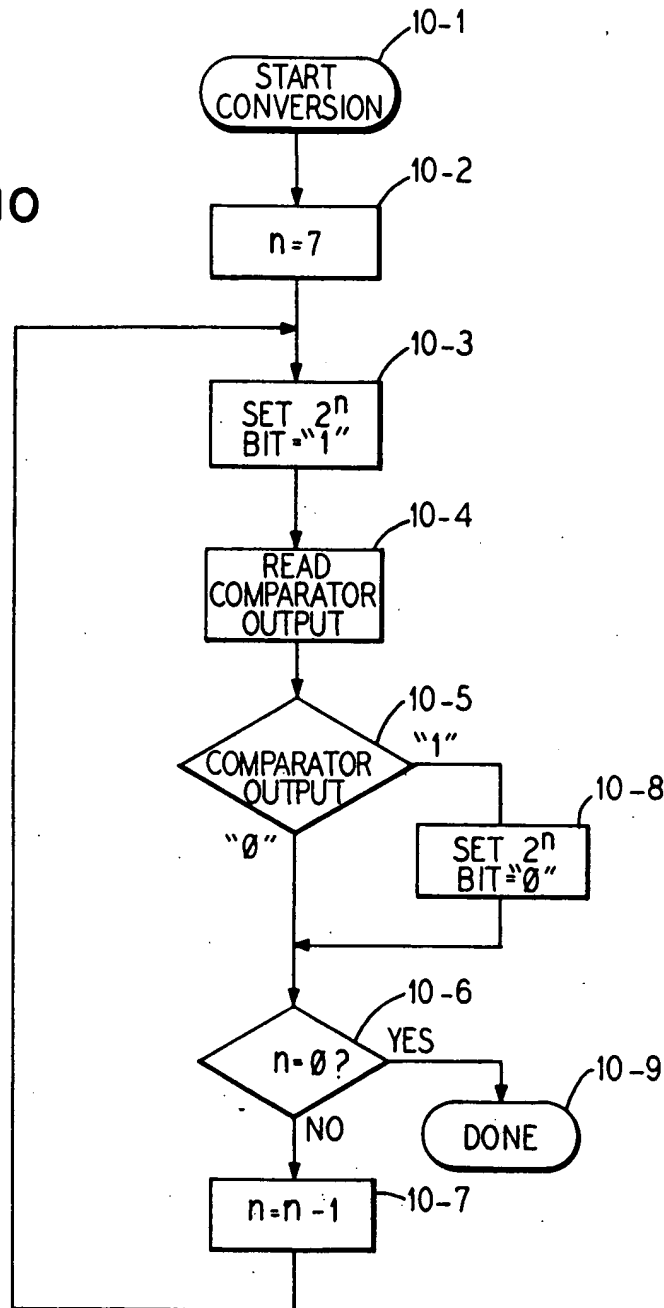 10-1
START
CONVERSION
10
10-2
n=7
10-3
SET 2ⁿ
BIT="1"
10-4
READ
COMPARATOR
OUTPUT
10-5
COMPARATOR
OUTPUT
"1"
"Ø"
10-8
SET 2ⁿ
BIT="Ø"
10-6
n=Ø?
YES
NO
10-9
DONE
10-7
n=n-1